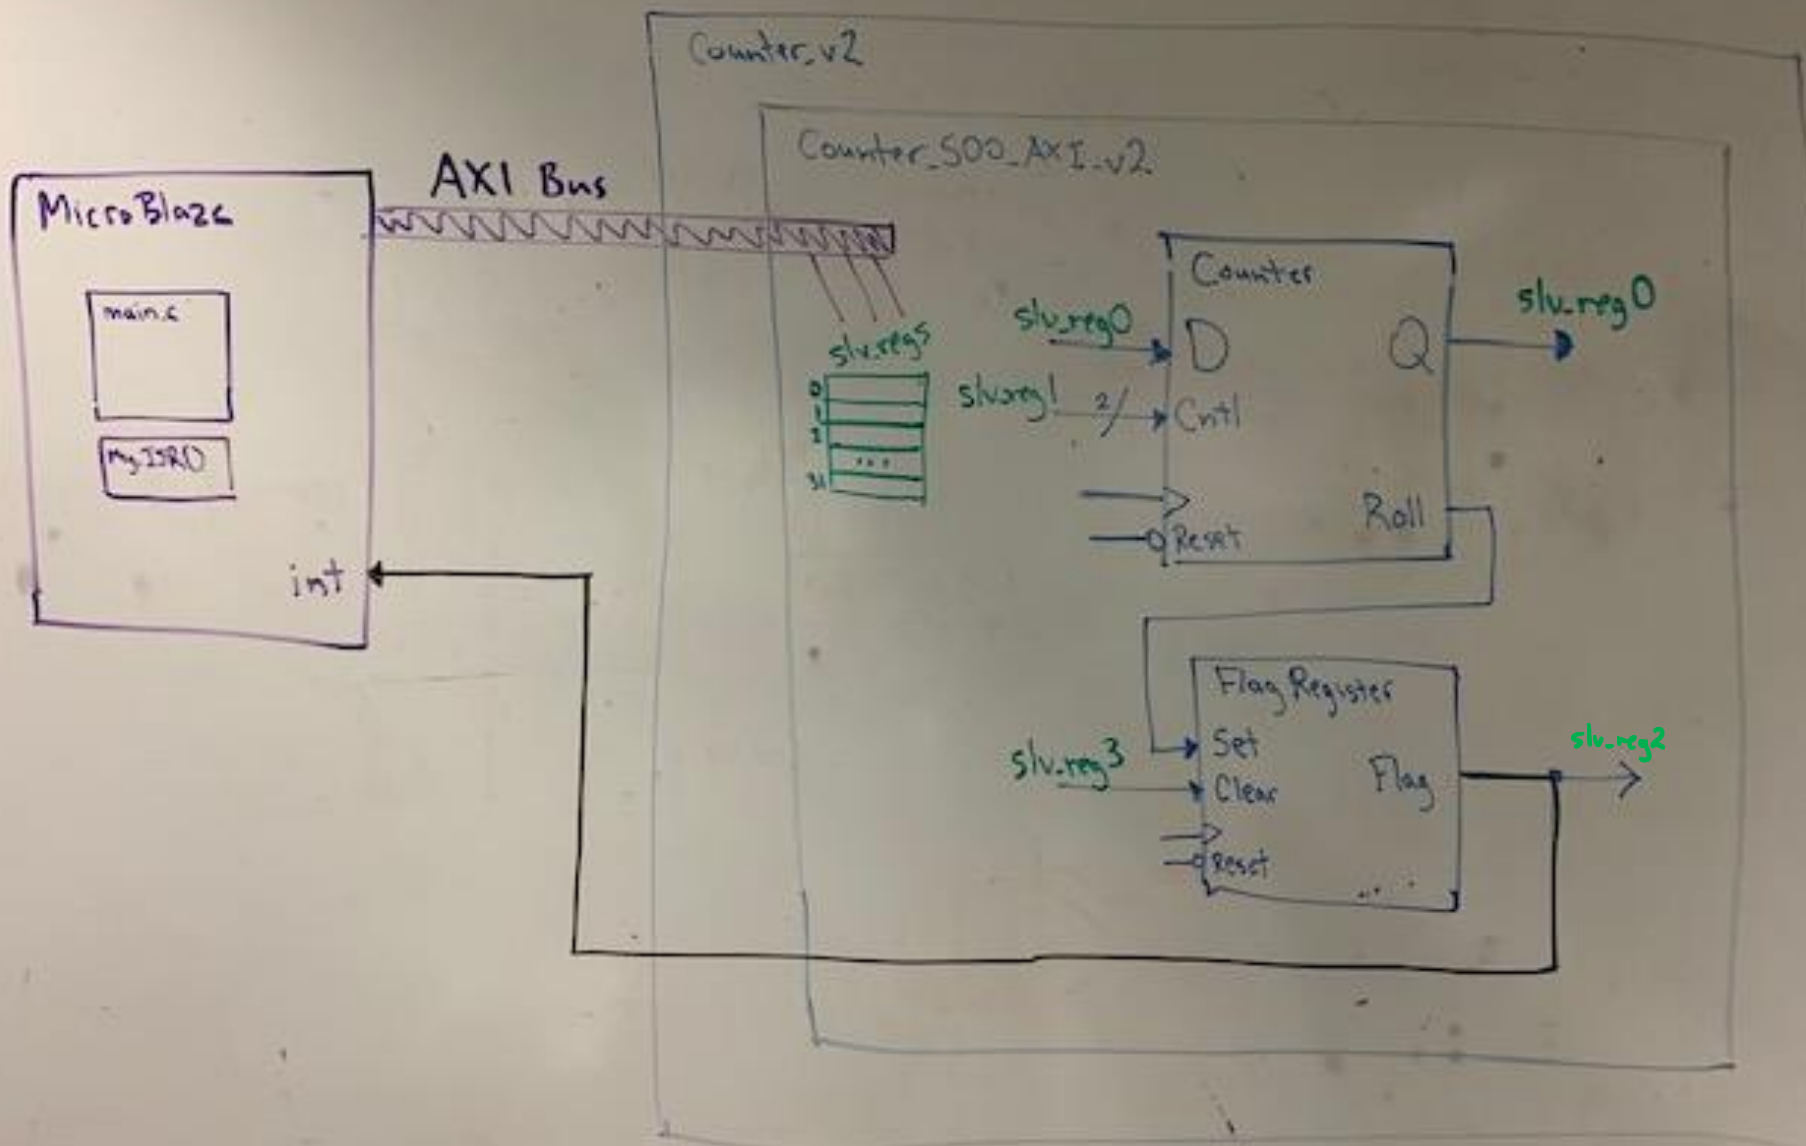 Counter_v2
Counter_S00_AXI_v2
AXI Bus
MicroBlaze
main.c
My_ISR()
int
slv_regs
0
1
2
...
31
Counter
slv_reg0
D
Q
slv_reg0
slv_reg1
2/
Cntl
Roll
Reset
Flag Register
Set
slv_reg3
Clear
Flag
slv_reg2
Reset